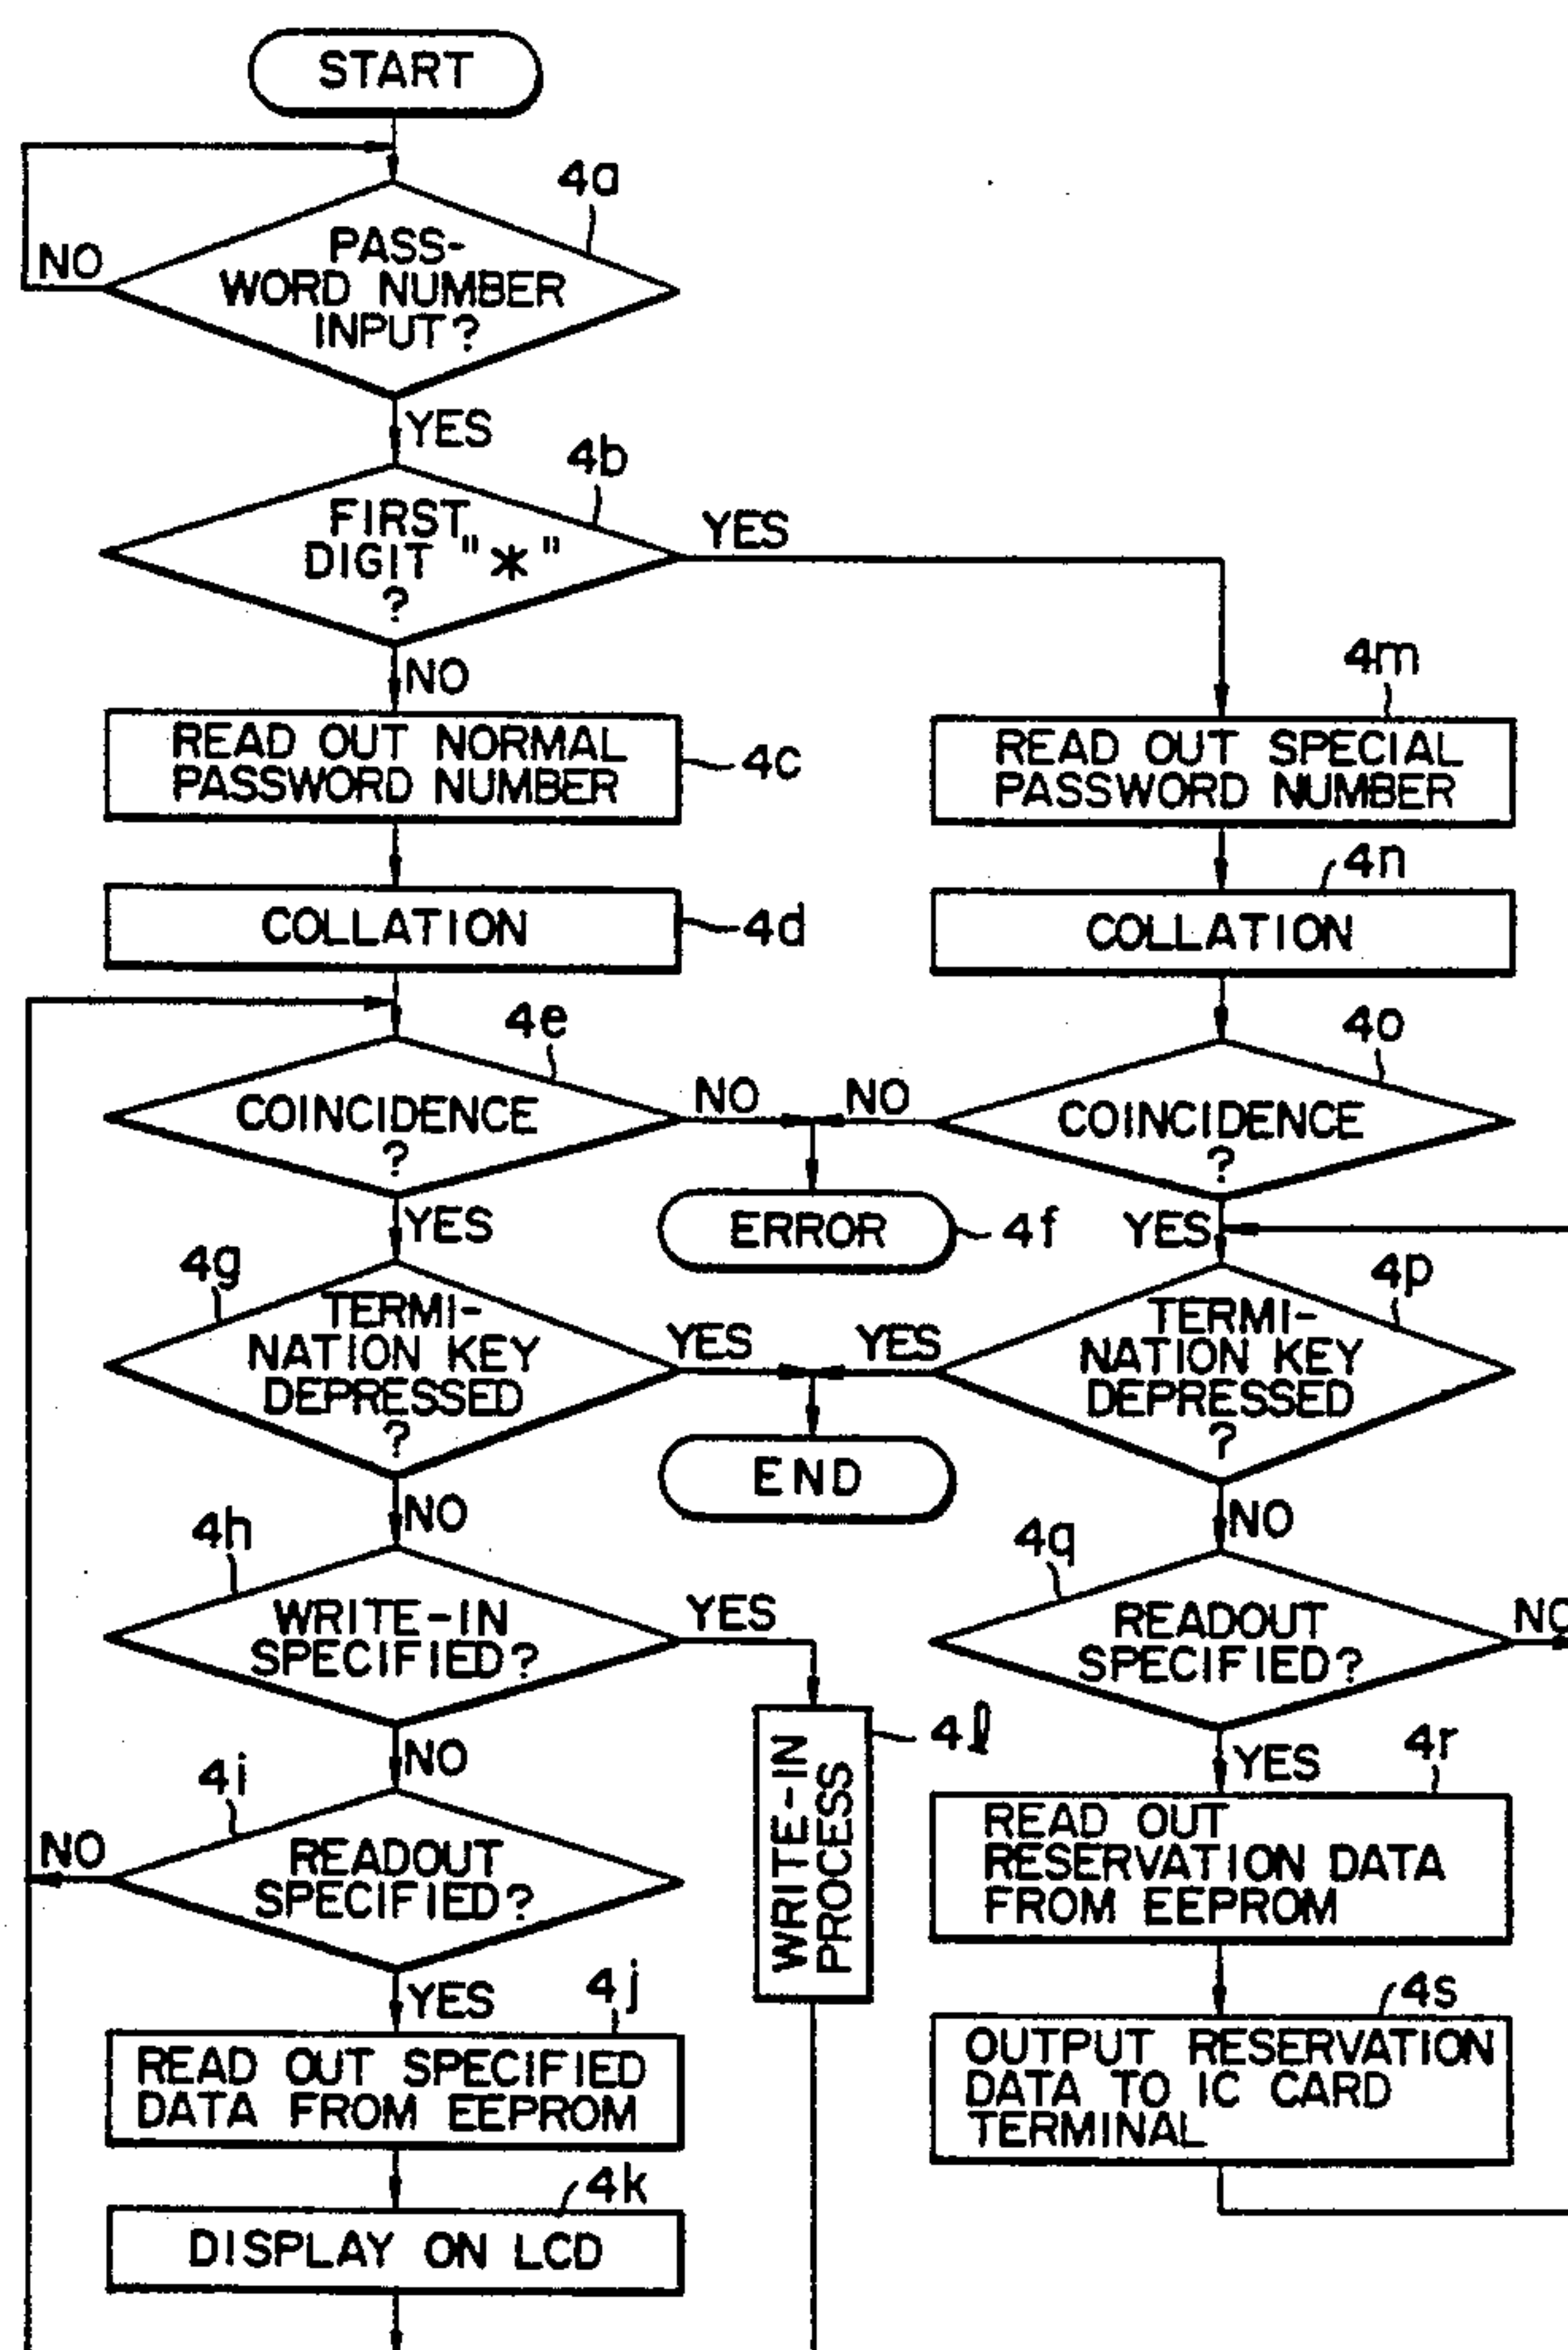 START
4a
PASS-
WORD NUMBER
INPUT?
NO
YES
4b
FIRST
DIGIT "*"
?
YES
NO
READ OUT NORMAL
PASSWORD NUMBER
4c
4m
READ OUT SPECIAL
PASSWORD NUMBER
COLLATION
4d
4n
COLLATION
4e
COINCIDENCE
?
NO
NO
4o
COINCIDENCE
?
YES
ERROR
4f
YES
4g
TERMI-
NATION KEY
DEPRESSED
?
YES
YES
4p
TERMI-
NATION KEY
DEPRESSED
?
END
NO
NO
4h
WRITE-IN
SPECIFIED?
YES
4q
READOUT
SPECIFIED?
NO
NO
4l
WRITE-IN
PROCESS
YES
4i
READOUT
SPECIFIED?
NO
4r
READ OUT
RESERVATION DATA
FROM EEPROM
YES
4j
READ OUT SPECIFIED
DATA FROM EEPROM
4s
OUTPUT RESERVATION
DATA TO IC CARD
TERMINAL
4k
DISPLAY ON LCD